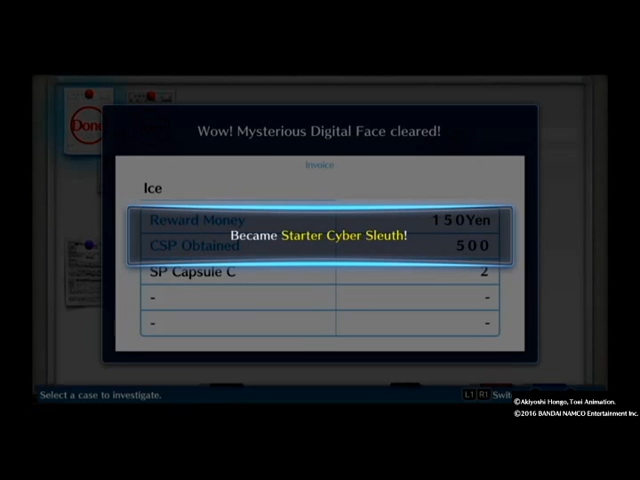 Done
Wow! Mysterious Digital Face cleared!
Invoice
Ice
Reward Money 150Yen
Became Starter Cyber Sleuth!
CSP Obtained 500
SP Capsule C 2
- -
- -
Select a case to investigate.
L1 R1 Swit
©Akiyoshi Hongo, Toei Animation.
©2016 BANDAI NAMCO Entertainment Inc.